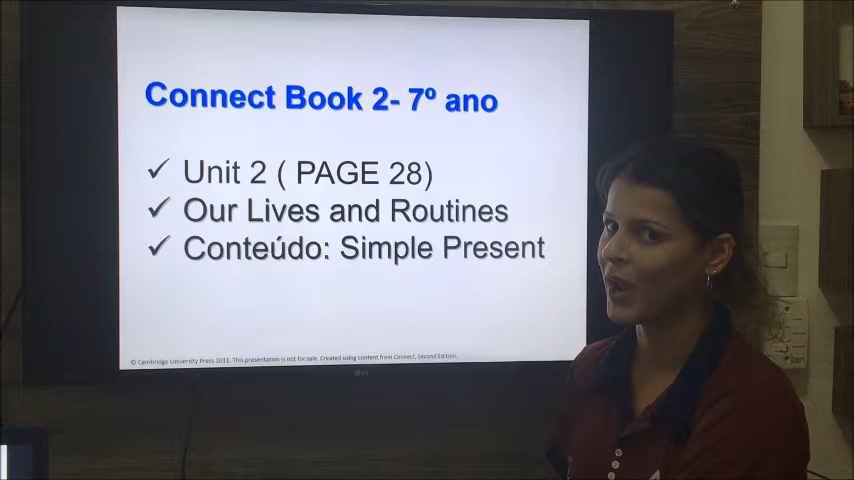 Connect Book 2- 7º ano
✓ Unit 2 ( PAGE 28)
✓ Our Lives and Routines
✓ Conteúdo: Simple Present
© Cambridge University Press 2011. This presentation is not for sale. Created using content from Connect, Second Edition.
LG